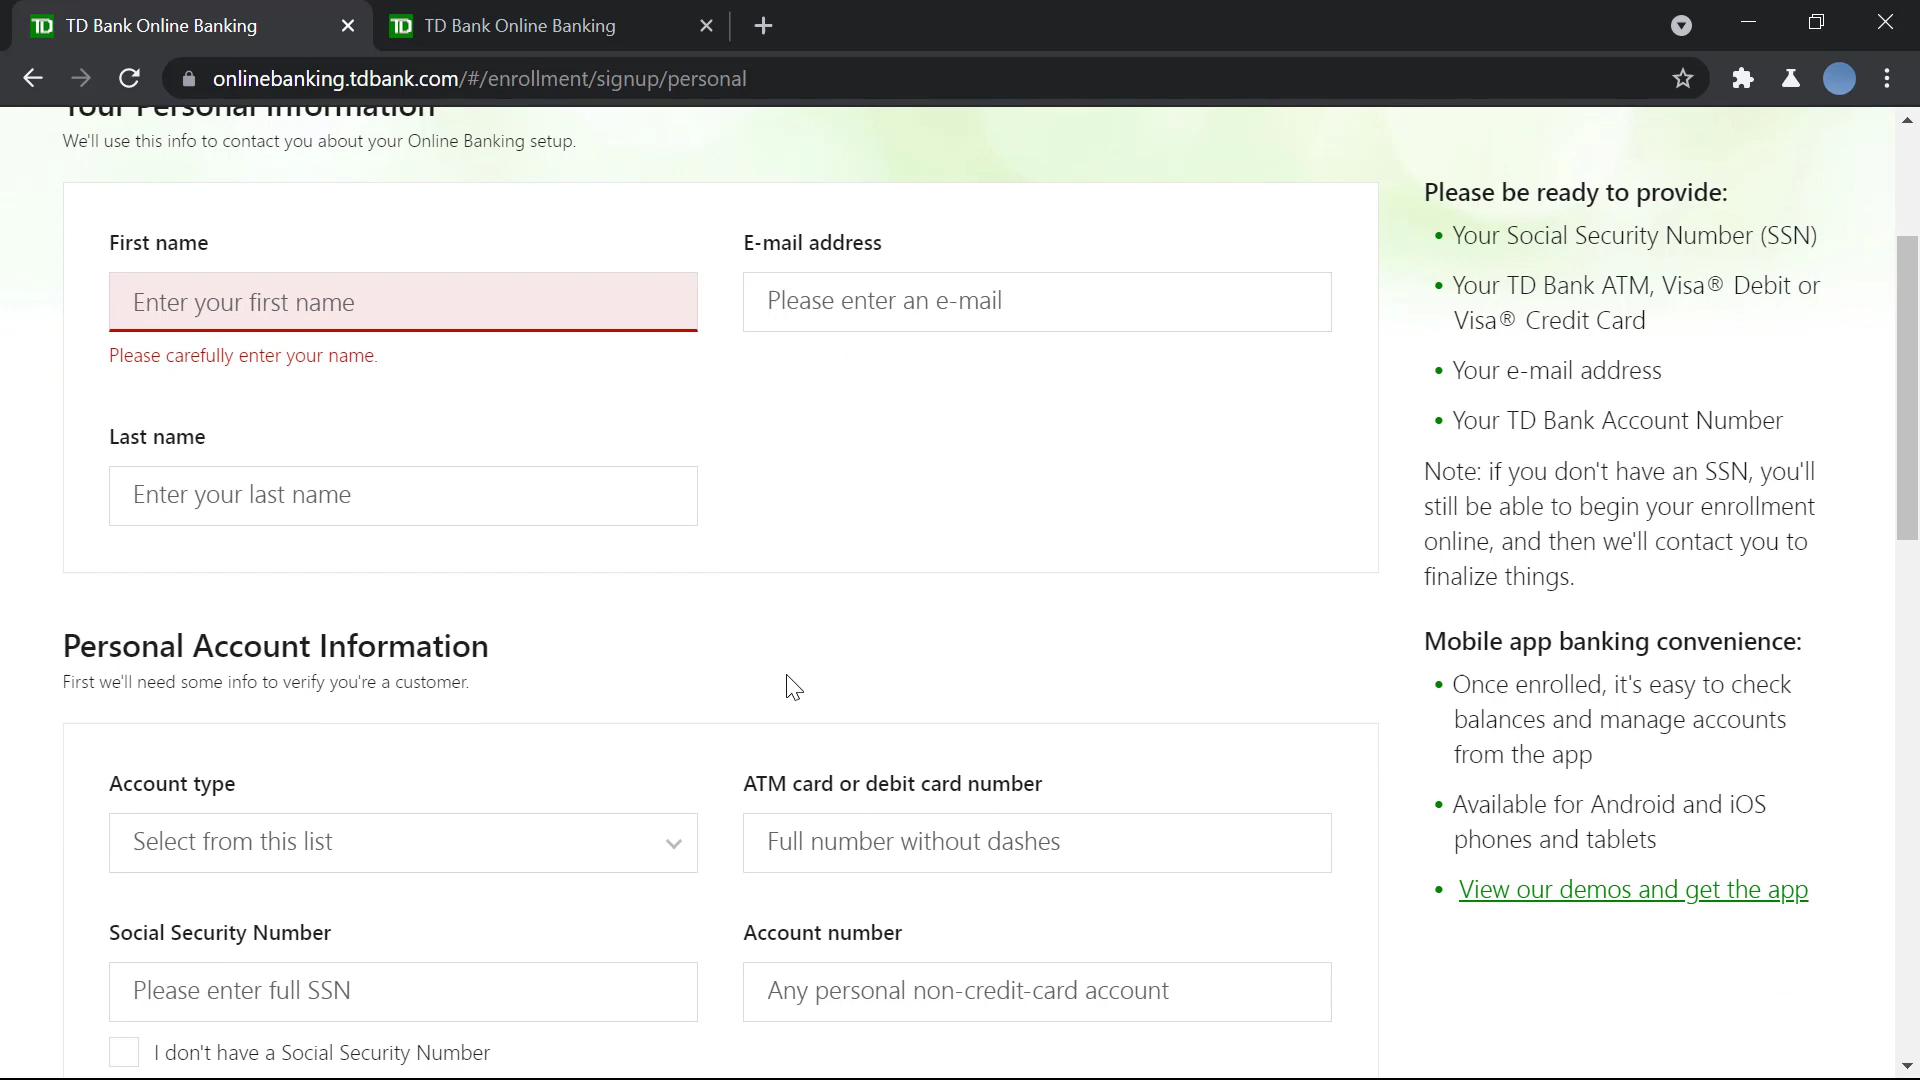 TD Bank Online Banking
TD Bank Online Banking
onlinebanking.tdbank.com/#/enrollment/signup/personal
Your Personal Information
We'll use this info to contact you about your Online Banking setup.
First name
Enter your first name
Please carefully enter your name.
Last name
Enter your last name
E-mail address
Please enter an e-mail
Personal Account Information
First we'll need some info to verify you're a customer.
Account type
Select from this list
ATM card or debit card number
Full number without dashes
Social Security Number
Please enter full SSN
I don't have a Social Security Number
Account number
Any personal non-credit-card account
Please be ready to provide:
• Your Social Security Number (SSN)
• Your TD Bank ATM, Visa® Debit or
Visa® Credit Card
• Your e-mail address
• Your TD Bank Account Number
Note: if you don't have an SSN, you'll
still be able to begin your enrollment
online, and then we'll contact you to
finalize things.
Mobile app banking convenience:
• Once enrolled, it's easy to check
balances and manage accounts
from the app
• Available for Android and iOS
phones and tablets
• View our demos and get the app